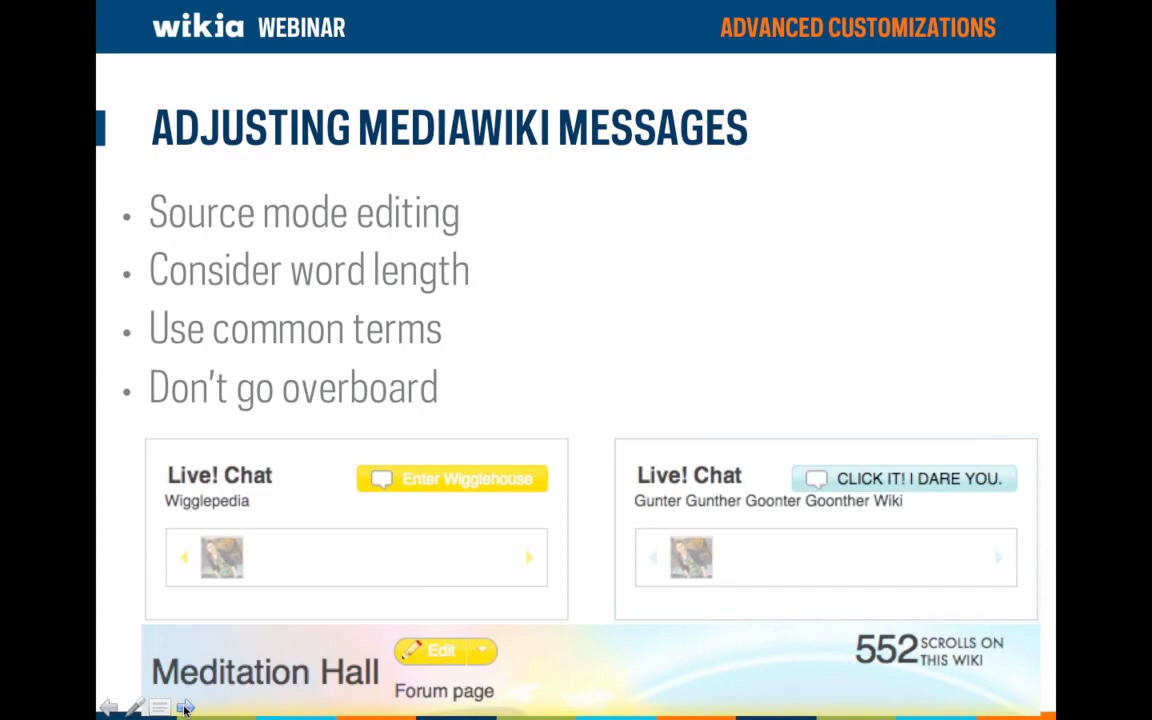 wikia WEBINAR
ADVANCED CUSTOMIZATIONS
ADJUSTING MEDIAWIKI MESSAGES
• Source mode editing
• Consider word length
• Use common terms
• Don't go overboard
Live! Chat
Enter Wigglehouse
Wigglepedia
Live! Chat
CLICK IT! I DARE YOU.
Gunter Gunther Goonter Goonther Wiki
Meditation Hall
Edit
Forum page
552 SCROLLS ON
THIS WIKI